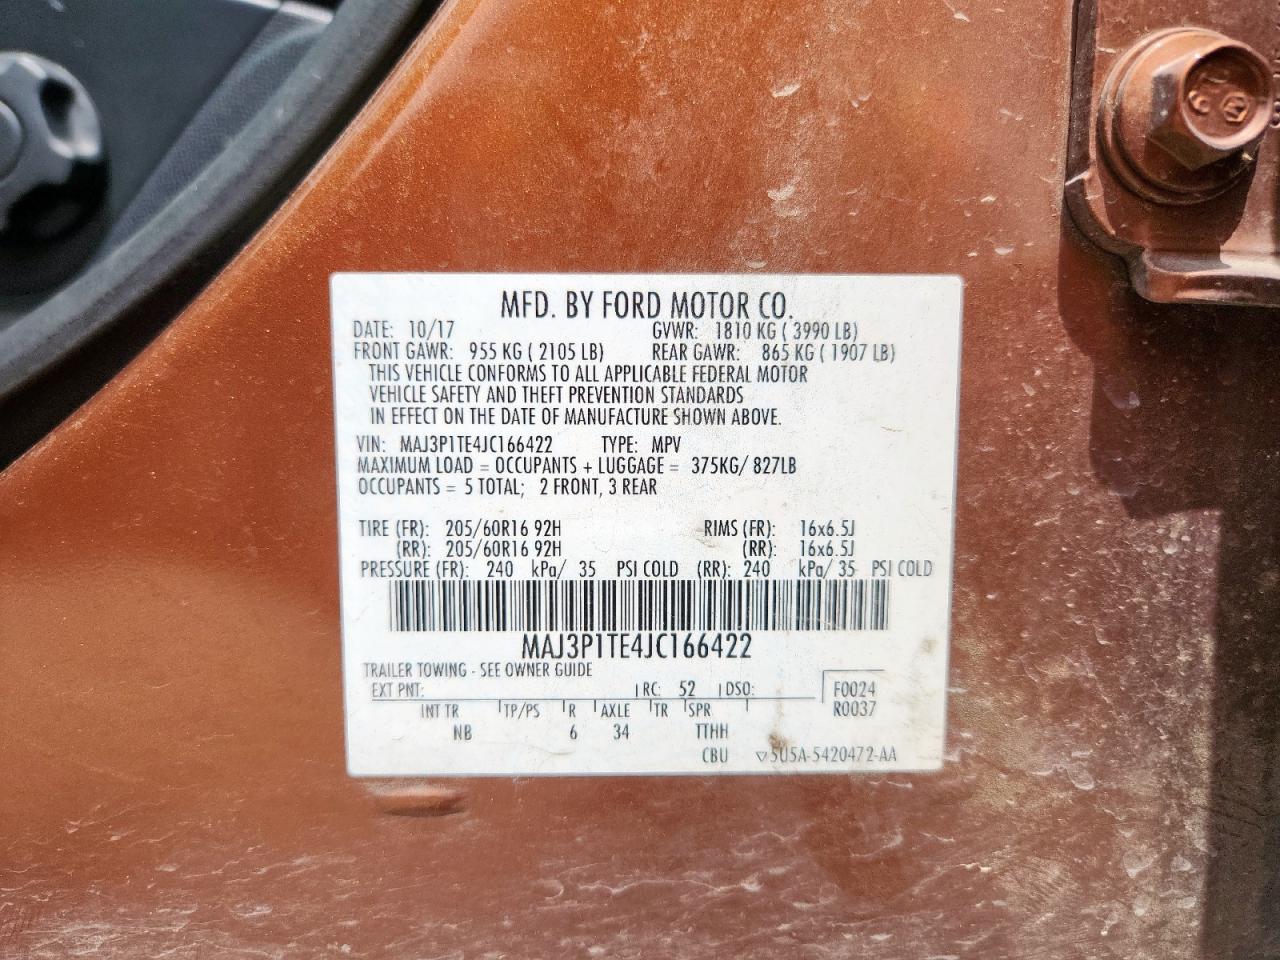 MFD. BY FORD MOTOR CO.
DATE: 10/17 GVWR: 1810 KG ( 3990 LB)
FRONT GAWR: 955 KG ( 2105 LB) REAR GAWR: 865 KG ( 1907 LB)
THIS VEHICLE CONFORMS TO ALL APPLICABLE FEDERAL MOTOR
VEHICLE SAFETY AND THEFT PREVENTION STANDARDS
IN EFFECT ON THE DATE OF MANUFACTURE SHOWN ABOVE.
VIN: MAJ3P1TE4JC166422 TYPE: MPV
MAXIMUM LOAD = OCCUPANTS + LUGGAGE = 375KG/ 827LB
OCCUPANTS = 5 TOTAL; 2 FRONT, 3 REAR
TIRE (FR): 205/60R16 92H RIMS (FR): 16x6.5J
(RR): 205/60R16 92H (RR): 16x6.5J
PRESSURE (FR): 240 kPa/ 35 PSI COLD (RR): 240 kPa/ 35 PSI COLD
MAJ3P1TE4JC166422
TRAILER TOWING - SEE OWNER GUIDE
EXT PNT: RC: 52 DSO: F0024
INT TR TP/PS R AXLE TR SPR R0037
NB 6 34 TTHH
CBU 5U5A-5420472-AA